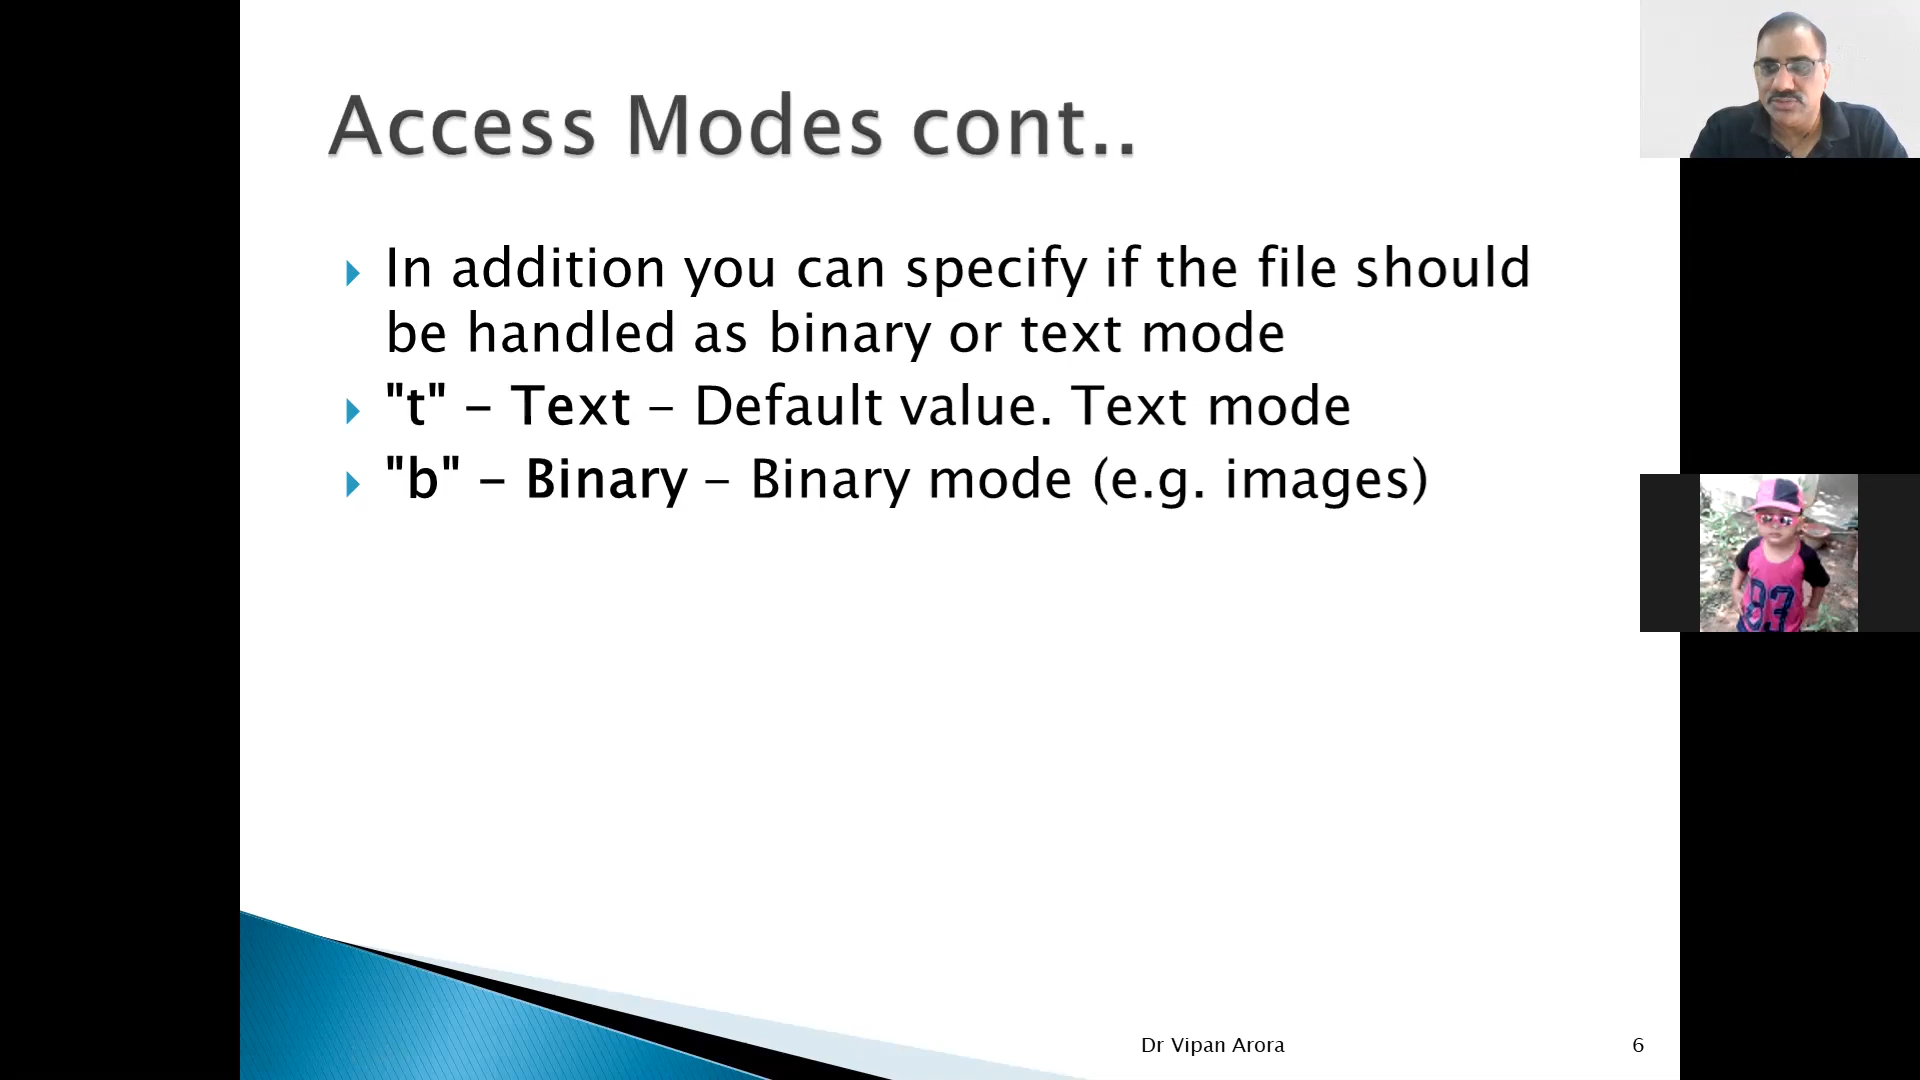 Access Modes cont..
In addition you can specify if the file should
be handled as binary or text mode
"t" - Text - Default value. Text mode
"b" - Binary - Binary mode (e.g. images)
83
Dr Vipan Arora
6